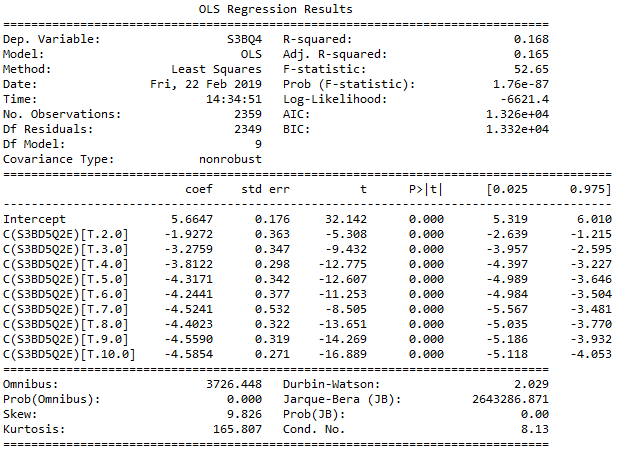 OLS Regression Results
==============================================================================
Dep. Variable: S3BQ4 R-squared: 0.168
Model: OLS Adj. R-squared: 0.165
Method: Least Squares F-statistic: 52.65
Date: Fri, 22 Feb 2019 Prob (F-statistic): 1.76e-87
Time: 14:34:51 Log-Likelihood: -6621.4
No. Observations: 2359 AIC: 1.326e+04
Df Residuals: 2349 BIC: 1.332e+04
Df Model: 9
Covariance Type: nonrobust
=======================================================================================
coef std err t P>|t| [0.025 0.975]
---------------------------------------------------------------------------------------
Intercept 5.6647 0.176 32.142 0.000 5.319 6.010
C(S3BD5Q2E)[T.2.0] -1.9272 0.363 -5.308 0.000 -2.639 -1.215
C(S3BD5Q2E)[T.3.0] -3.2759 0.347 -9.432 0.000 -3.957 -2.595
C(S3BD5Q2E)[T.4.0] -3.8122 0.298 -12.775 0.000 -4.397 -3.227
C(S3BD5Q2E)[T.5.0] -4.3171 0.342 -12.607 0.000 -4.989 -3.646
C(S3BD5Q2E)[T.6.0] -4.2441 0.377 -11.253 0.000 -4.984 -3.504
C(S3BD5Q2E)[T.7.0] -4.5241 0.532 -8.505 0.000 -5.567 -3.481
C(S3BD5Q2E)[T.8.0] -4.4023 0.322 -13.651 0.000 -5.035 -3.770
C(S3BD5Q2E)[T.9.0] -4.5590 0.319 -14.269 0.000 -5.186 -3.932
C(S3BD5Q2E)[T.10.0] -4.5854 0.271 -16.889 0.000 -5.118 -4.053
==============================================================================
Omnibus: 3726.448 Durbin-Watson: 2.029
Prob(Omnibus): 0.000 Jarque-Bera (JB): 2643286.871
Skew: 9.826 Prob(JB): 0.00
Kurtosis: 165.807 Cond. No. 8.13
==============================================================================